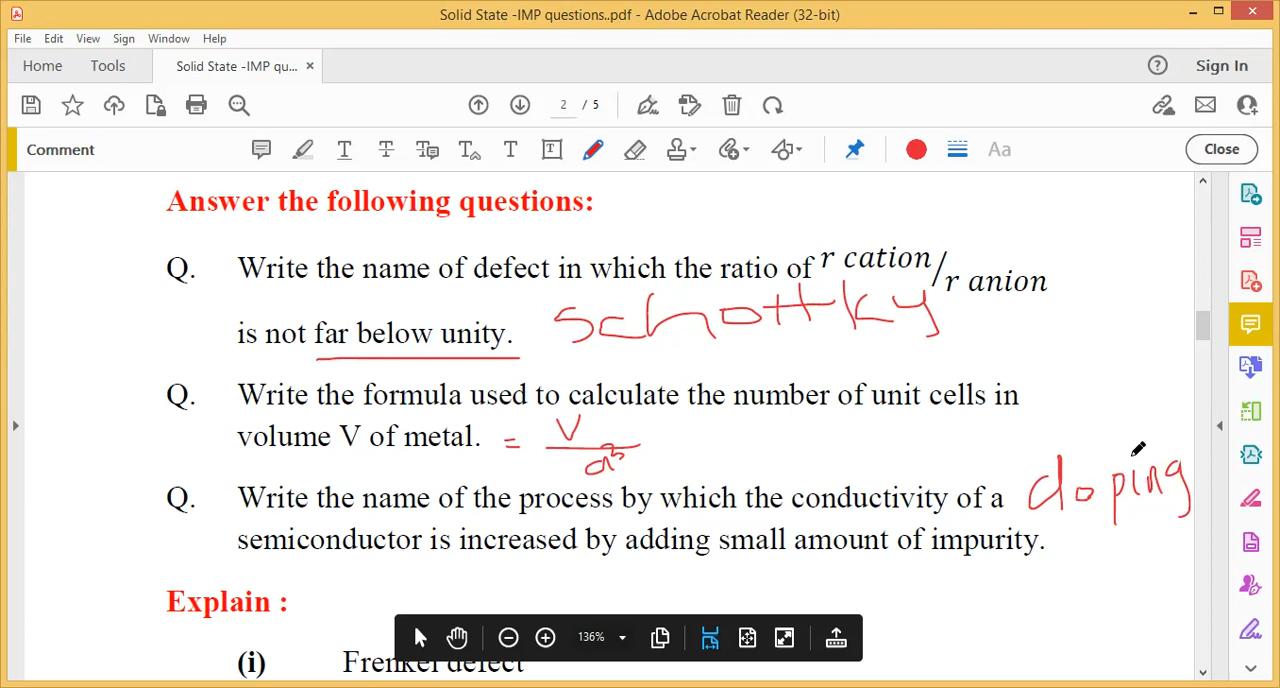 Solid State -IMP questions..pdf - Adobe Acrobat Reader (32-bit)
File Edit View Sign Window Help
Home Tools Solid State -IMP qu... × ? Sign In
2 / 5
Comment Aa Close
Answer the following questions:
Q. Write the name of defect in which the ratio of r cation/r anion
is not far below unity. schottky
Q. Write the formula used to calculate the number of unit cells in
volume V of metal. = V/a³
Q. Write the name of the process by which the conductivity of a doping
semiconductor is increased by adding small amount of impurity.
Explain :
136%
(i) Frenkel defect